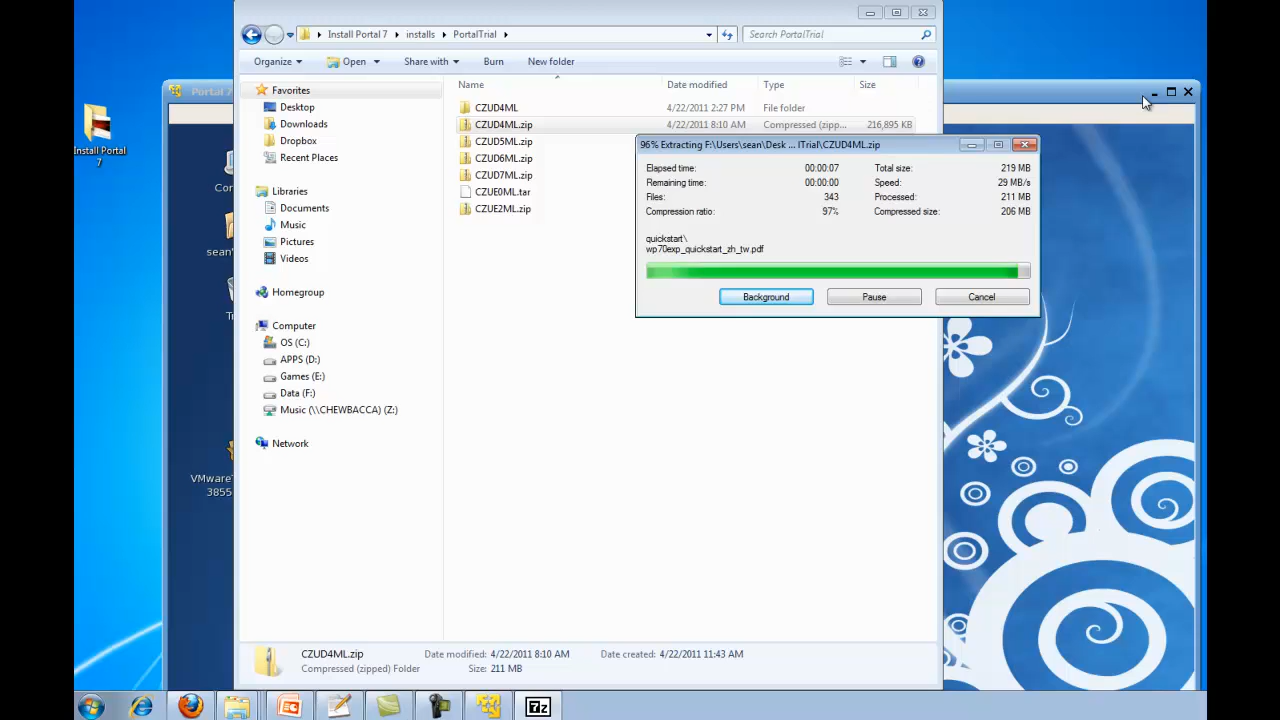 Install Portal 7
installs
PortalTrial
Search PortalTrial
Organize
Open
Share with
Burn
New folder
Favorites
Desktop
Downloads
Dropbox
Recent Places
Libraries
Documents
Music
Pictures
Videos
Homegroup
Computer
OS (C:)
APPS (D:)
Games (E:)
Data (F:)
Music (\\CHEWBACCA) (Z:)
Network
Name Date modified Type Size
CZUD4ML 4/22/2011 2:27 PM File folder
CZUD4ML.zip 4/22/2011 8:10 AM Compressed (zipp... 216,895 KB
CZUD5ML.zip
CZUD6ML.zip
CZUD7ML.zip
CZUE0ML.tar
CZUE2ML.zip
96% Extracting F:\Users\sean\Desk ... lTrial\CZUD4ML.zip
Elapsed time: 00:00:07 Total size: 219 MB
Remaining time: 00:00:00 Speed: 29 MB/s
Files: 343 Processed: 211 MB
Compression ratio: 97% Compressed size: 206 MB
quickstart\
wp70exp_quickstart_zh_tw.pdf
Background
Pause
Cancel
Install Portal
7
Portal 7
Con
sean'
Tr
VMwareT
3855
CZUD4ML.zip Date modified: 4/22/2011 8:10 AM Date created: 4/22/2011 11:43 AM
Compressed (zipped) Folder Size: 211 MB
7z